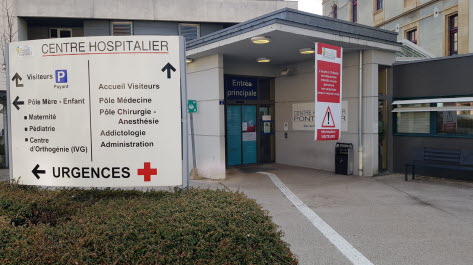 CENTRE HOSPITALIER
Visiteurs P
Payant
Pôle Mère - Enfant
Maternité
Pédiatrie
Centre
d'Orthogénie (IVG)
Accueil Visiteurs
Pôle Médecine
Pôle Chirurgie -
Anesthésie
Addictologie
Administration
URGENCES
Entrée
principale
CENTRE